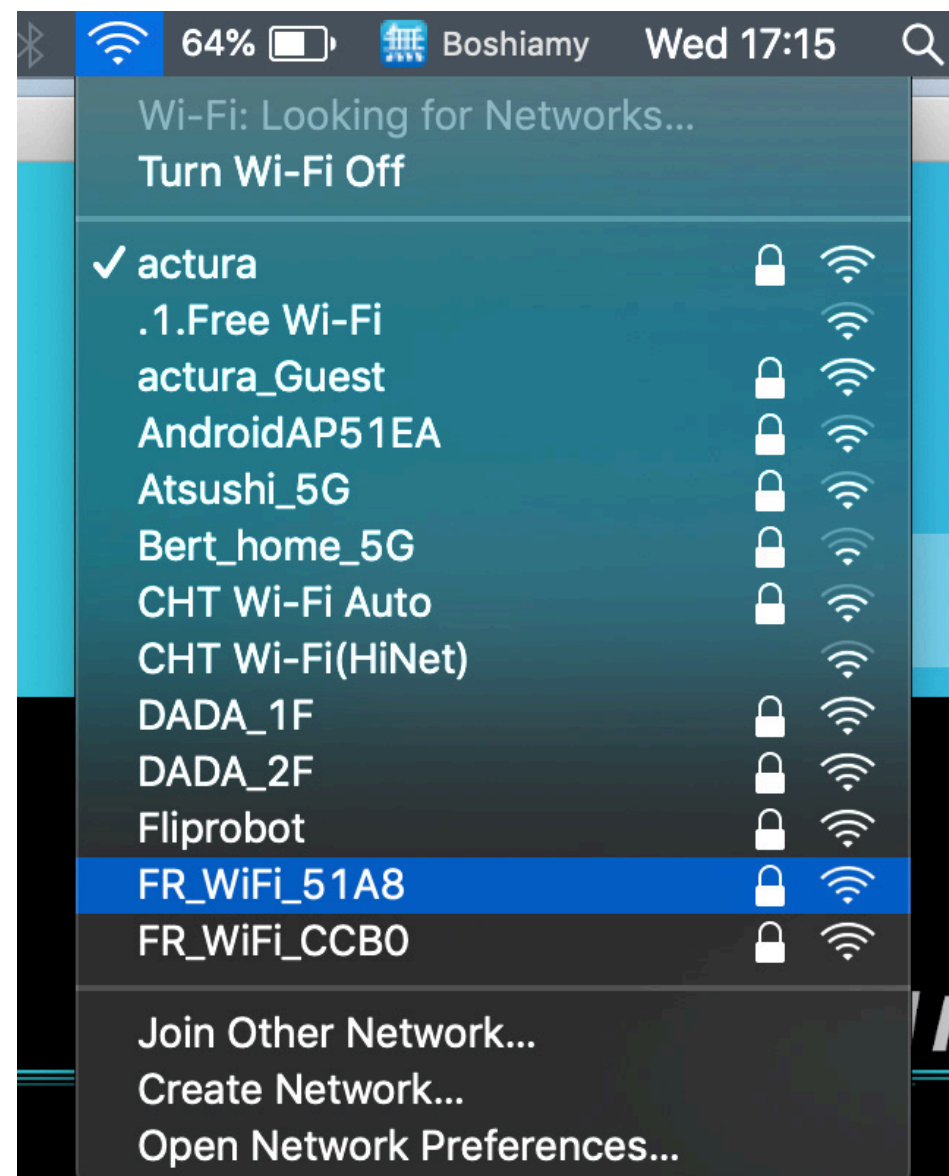 64% Boshiamy Wed 17:15
Wi-Fi: Looking for Networks...
Turn Wi-Fi Off
✓ actura
.1.Free Wi-Fi
actura_Guest
AndroidAP51EA
Atsushi_5G
Bert_home_5G
CHT Wi-Fi Auto
CHT Wi-Fi(HiNet)
DADA_1F
DADA_2F
Fliprobot
FR_WiFi_51A8
FR_WiFi_CCB0
Join Other Network...
Create Network...
Open Network Preferences...